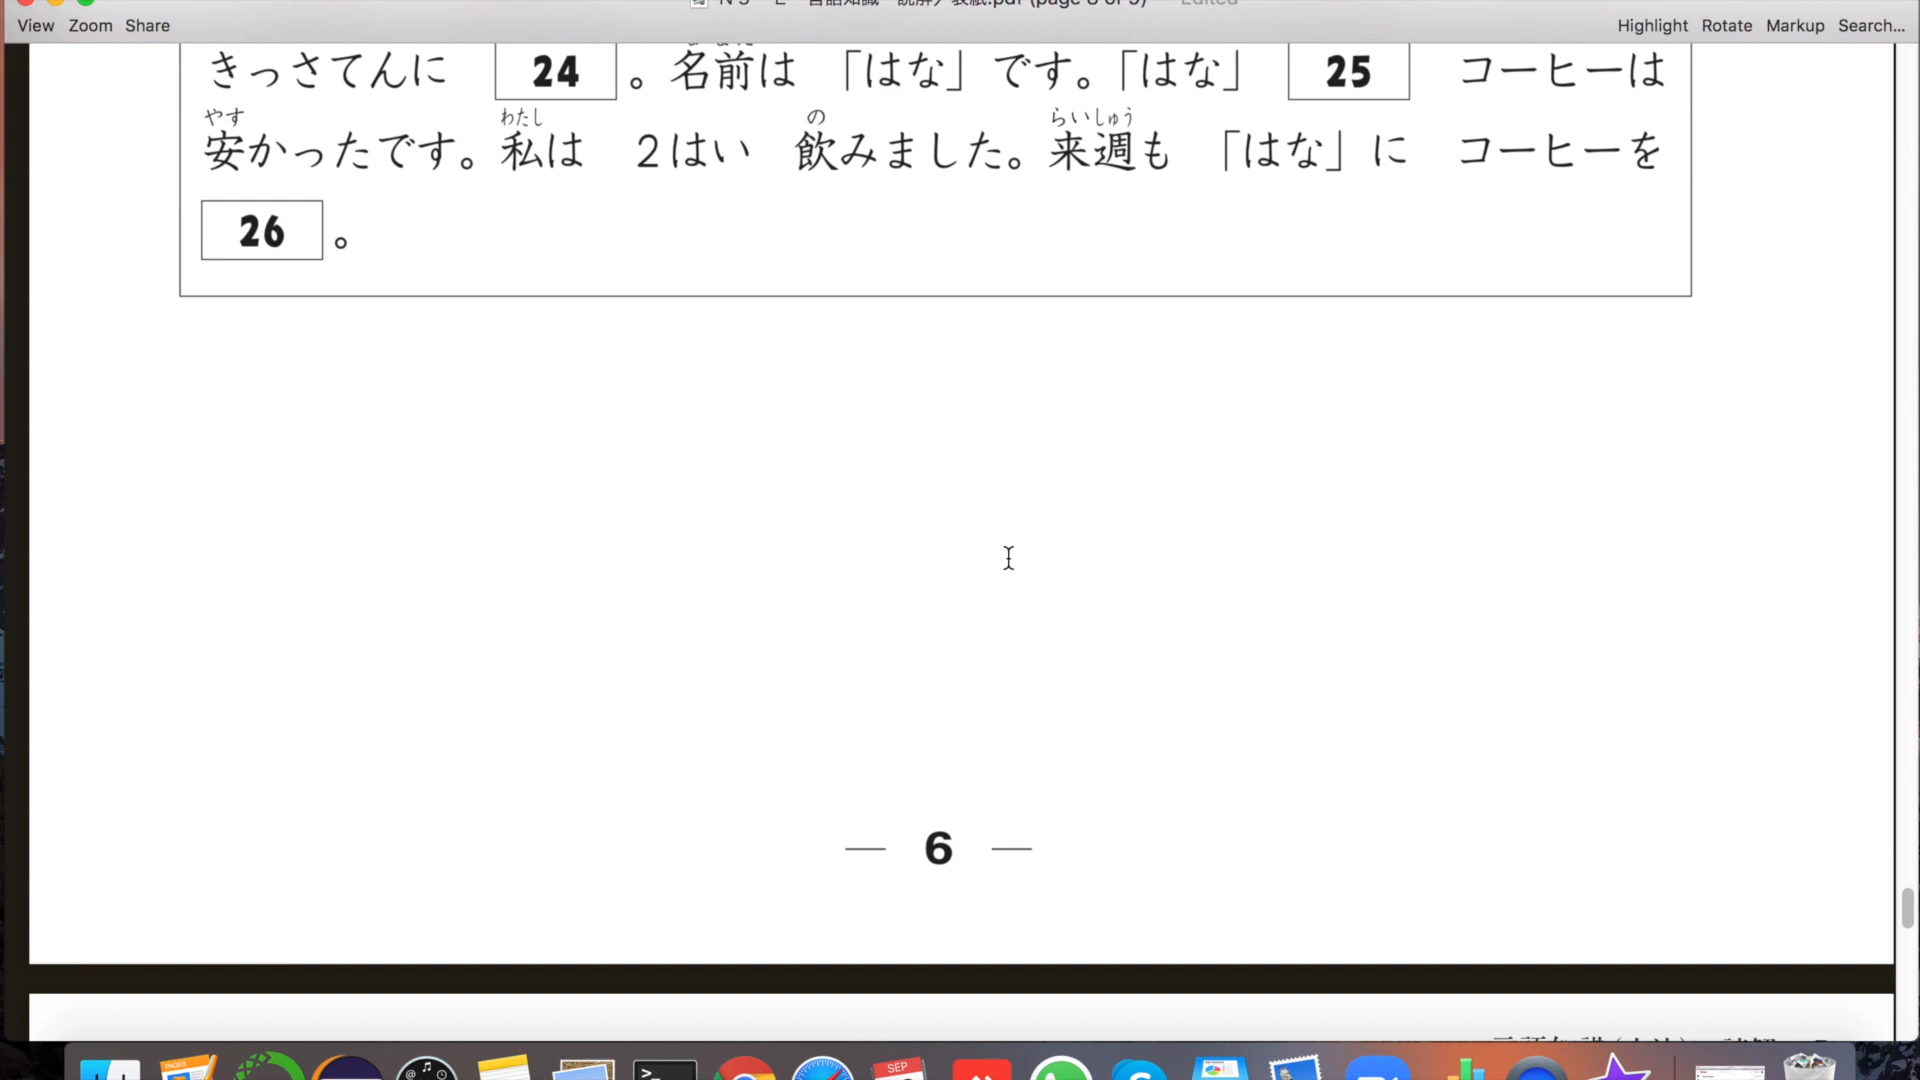 View Zoom Share
Highlight Rotate Markup Search...
きっさてんに 24 。名前は 「はな」です。「はな」 25 コーヒーは
やす わたし の らいしゅう
安かったです。私は 2はい 飲みました。来週も 「はな」に コーヒーを
26 。
— 6 —
PAGES
SEP